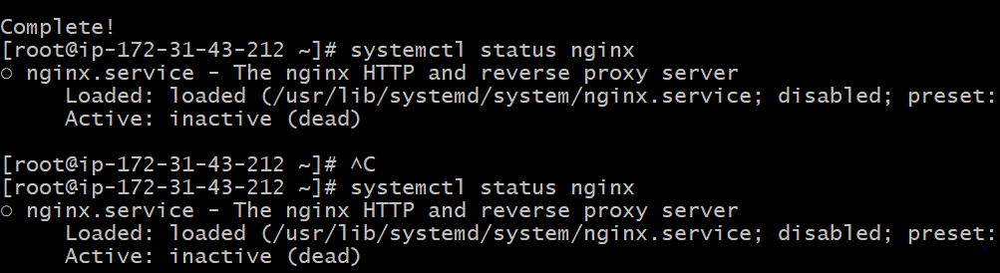 Complete!
[root@ip-172-31-43-212 ~]# systemctl status nginx
○ nginx.service - The nginx HTTP and reverse proxy server
     Loaded: loaded (/usr/lib/systemd/system/nginx.service; disabled; preset:
     Active: inactive (dead)
[root@ip-172-31-43-212 ~]# ^C
[root@ip-172-31-43-212 ~]# systemctl status nginx
○ nginx.service - The nginx HTTP and reverse proxy server
     Loaded: loaded (/usr/lib/systemd/system/nginx.service; disabled; preset:
     Active: inactive (dead)